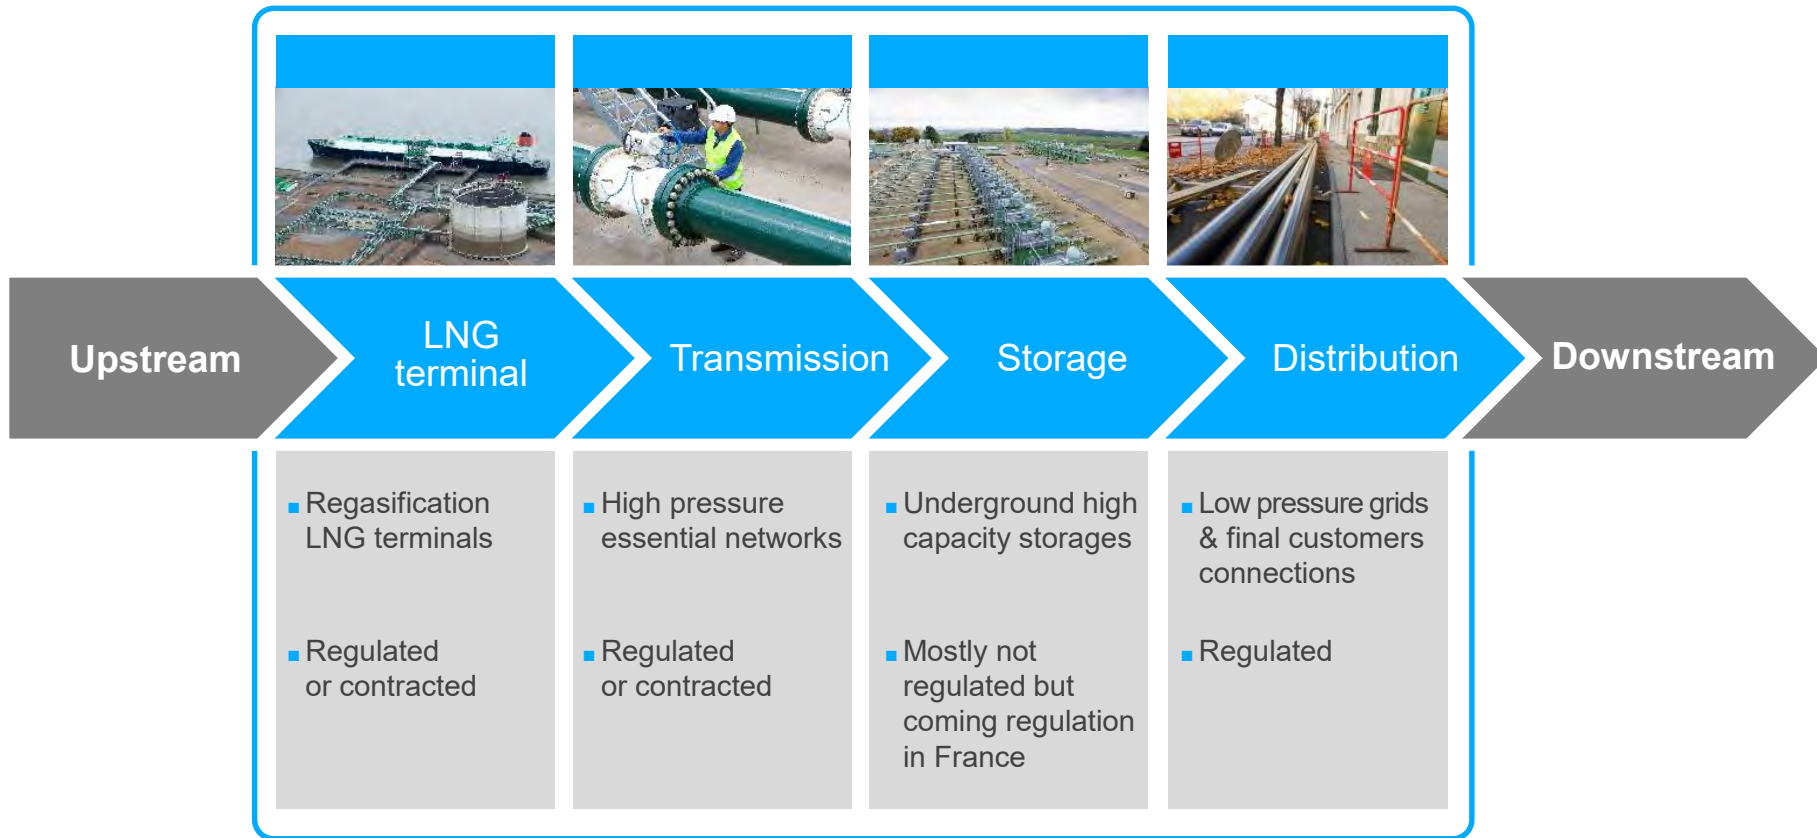 Upstream
LNG
terminal
Transmission
Storage
Distribution
Downstream
Regasification
LNG terminals
Regulated
or contracted
High pressure
essential networks
Regulated
or contracted
Underground high
capacity storages
Mostly not
regulated but
coming regulation
in France
Low pressure grids
& final customers
connections
Regulated